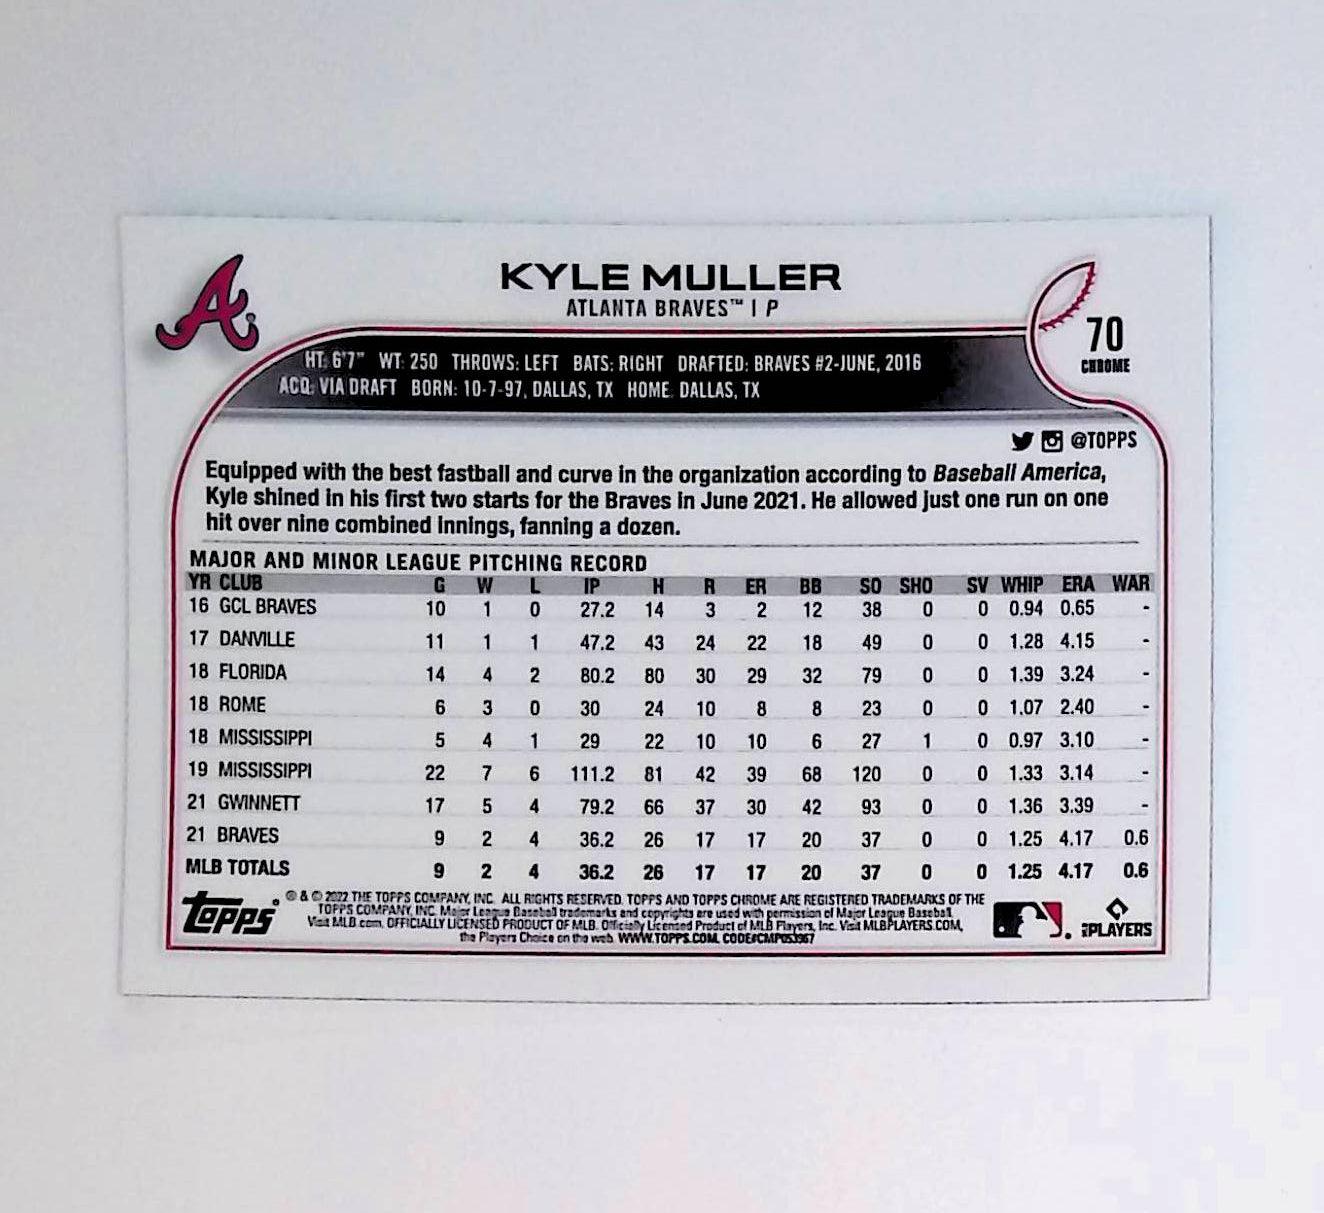 KYLE MULLER
ATLANTA BRAVES™ | P
70
CHROME
HT: 6'7" WT: 250 THROWS: LEFT BATS: RIGHT DRAFTED: BRAVES #2-JUNE, 2016
ACQ: VIA DRAFT BORN: 10-7-97, DALLAS, TX HOME: DALLAS, TX
@TOPPS
Equipped with the best fastball and curve in the organization according to Baseball America,
Kyle shined in his first two starts for the Braves in June 2021. He allowed just one run on one
hit over nine combined innings, fanning a dozen.
MAJOR AND MINOR LEAGUE PITCHING RECORD
YR CLUB G W L IP H R ER BB SO SHO SV WHIP ERA WAR
16 GCL BRAVES 10 1 0 27.2 14 3 2 12 38 0 0 0.94 0.65 -
17 DANVILLE 11 1 1 47.2 43 24 22 18 49 0 0 1.28 4.15 -
18 FLORIDA 14 4 2 80.2 80 30 29 32 79 0 0 1.39 3.24 -
18 ROME 6 3 0 30 24 10 8 8 23 0 0 1.07 2.40 -
18 MISSISSIPPI 5 4 1 29 22 10 10 6 27 1 0 0.97 3.10 -
19 MISSISSIPPI 22 7 6 111.2 81 42 39 68 120 0 0 1.33 3.14 -
21 GWINNETT 17 5 4 79.2 66 37 30 42 93 0 0 1.36 3.39 -
21 BRAVES 9 2 4 36.2 26 17 17 20 37 0 0 1.25 4.17 0.6
MLB TOTALS 9 2 4 36.2 26 17 17 20 37 0 0 1.25 4.17 0.6
topps
® & © 2022 THE TOPPS COMPANY, INC. ALL RIGHTS RESERVED. TOPPS AND TOPPS CHROME ARE REGISTERED TRADEMARKS OF THE
TOPPS COMPANY, INC. Major League Baseball trademarks and copyrights are used with permission of Major League Baseball.
Visit MLB.com. OFFICIALLY LICENSED PRODUCT OF MLB. Officially Licensed Product of MLB Players, Inc. Visit MLBPLAYERS.COM,
the Players Choice on the web. WWW.TOPPS.COM. CODE#CMP053967
PLAYERS